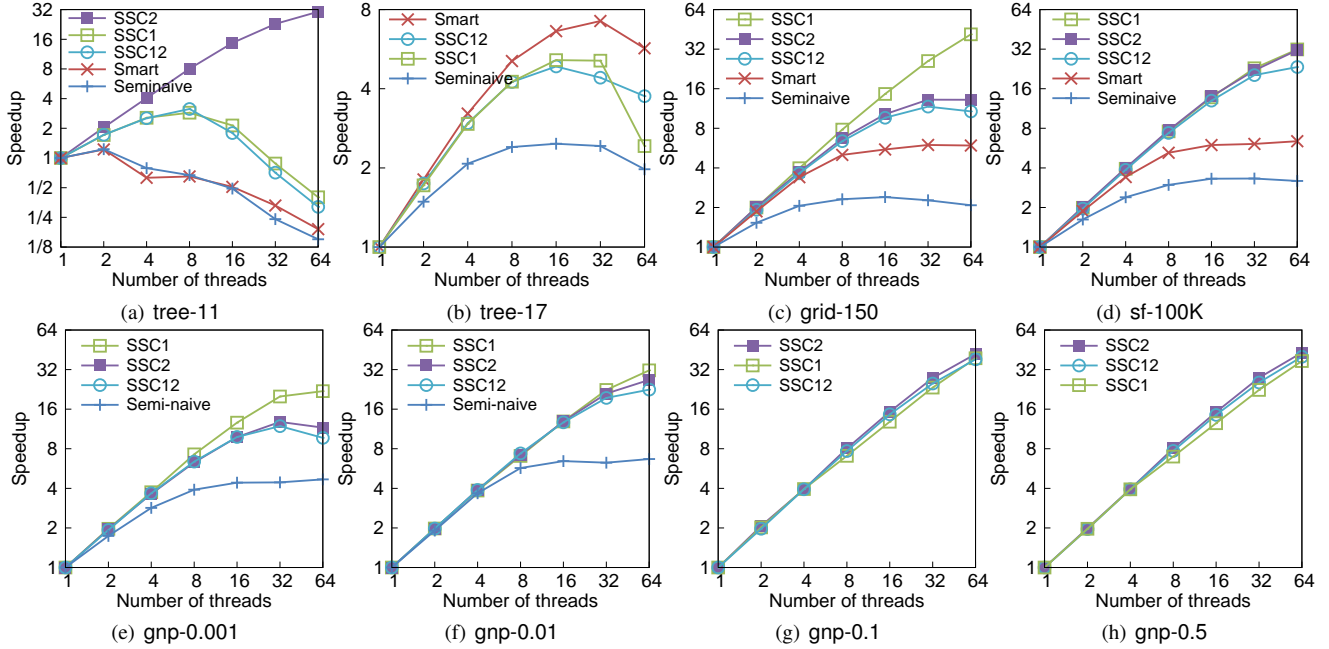 Speedup
32
16
8
4
2
1
1/2
1/4
1/8
SSC2
SSC1
SSC12
Smart
Seminaive
1 2 4 8 16 32 64
Number of threads
(a) tree-11
Speedup
8
4
2
1
Smart
SSC12
SSC1
Seminaive
1 2 4 8 16 32 64
Number of threads
(b) tree-17
Speedup
64
32
16
8
4
2
1
SSC1
SSC2
SSC12
Smart
Seminaive
1 2 4 8 16 32 64
Number of threads
(c) grid-150
Speedup
64
32
16
8
4
2
1
SSC1
SSC2
SSC12
Smart
Seminaive
1 2 4 8 16 32 64
Number of threads
(d) sf-100K
Speedup
64
32
16
8
4
2
1
SSC1
SSC2
SSC12
Semi-naive
1 2 4 8 16 32 64
Number of threads
(e) gnp-0.001
Speedup
64
32
16
8
4
2
1
SSC1
SSC2
SSC12
Semi-naive
1 2 4 8 16 32 64
Number of threads
(f) gnp-0.01
Speedup
64
32
16
8
4
2
1
SSC2
SSC1
SSC12
1 2 4 8 16 32 64
Number of threads
(g) gnp-0.1
Speedup
64
32
16
8
4
2
1
SSC2
SSC12
SSC1
1 2 4 8 16 32 64
Number of threads
(h) gnp-0.5